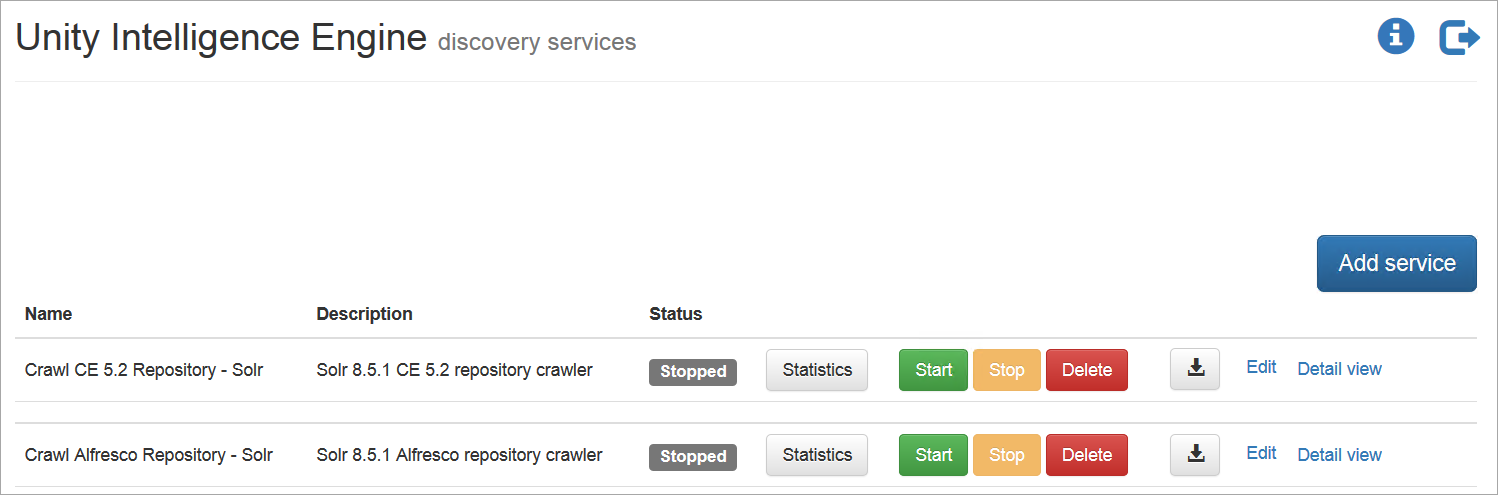 Unity Intelligence Engine discovery services
Add service
Name Description Status
Crawl CE 5.2 Repository - Solr Solr 8.5.1 CE 5.2 repository crawler Stopped Statistics Start Stop Delete Edit Detail view
Crawl Alfresco Repository - Solr Solr 8.5.1 Alfresco repository crawler Stopped Statistics Start Stop Delete Edit Detail view